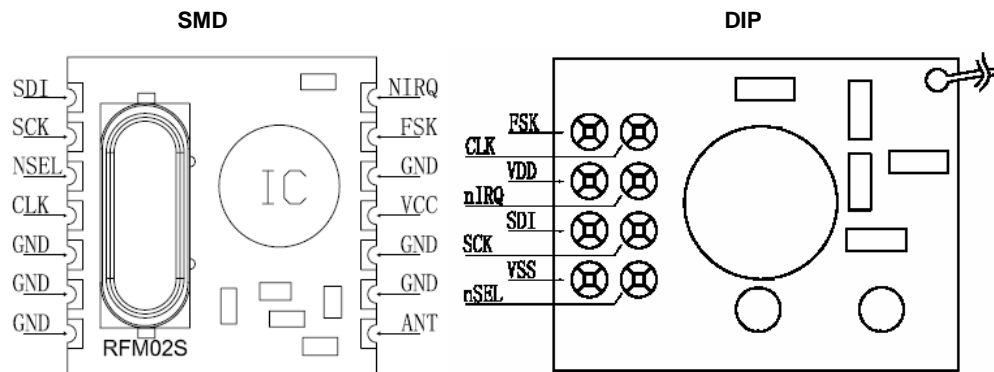 SMD
DIP
SDI
SCK
NSEL
CLK
GND
GND
GND
IC
RFM02S
NIRQ
FSK
GND
VCC
GND
GND
ANT
FSK
CLK
VDD
nIRQ
SDI
SCK
VSS
nSEL